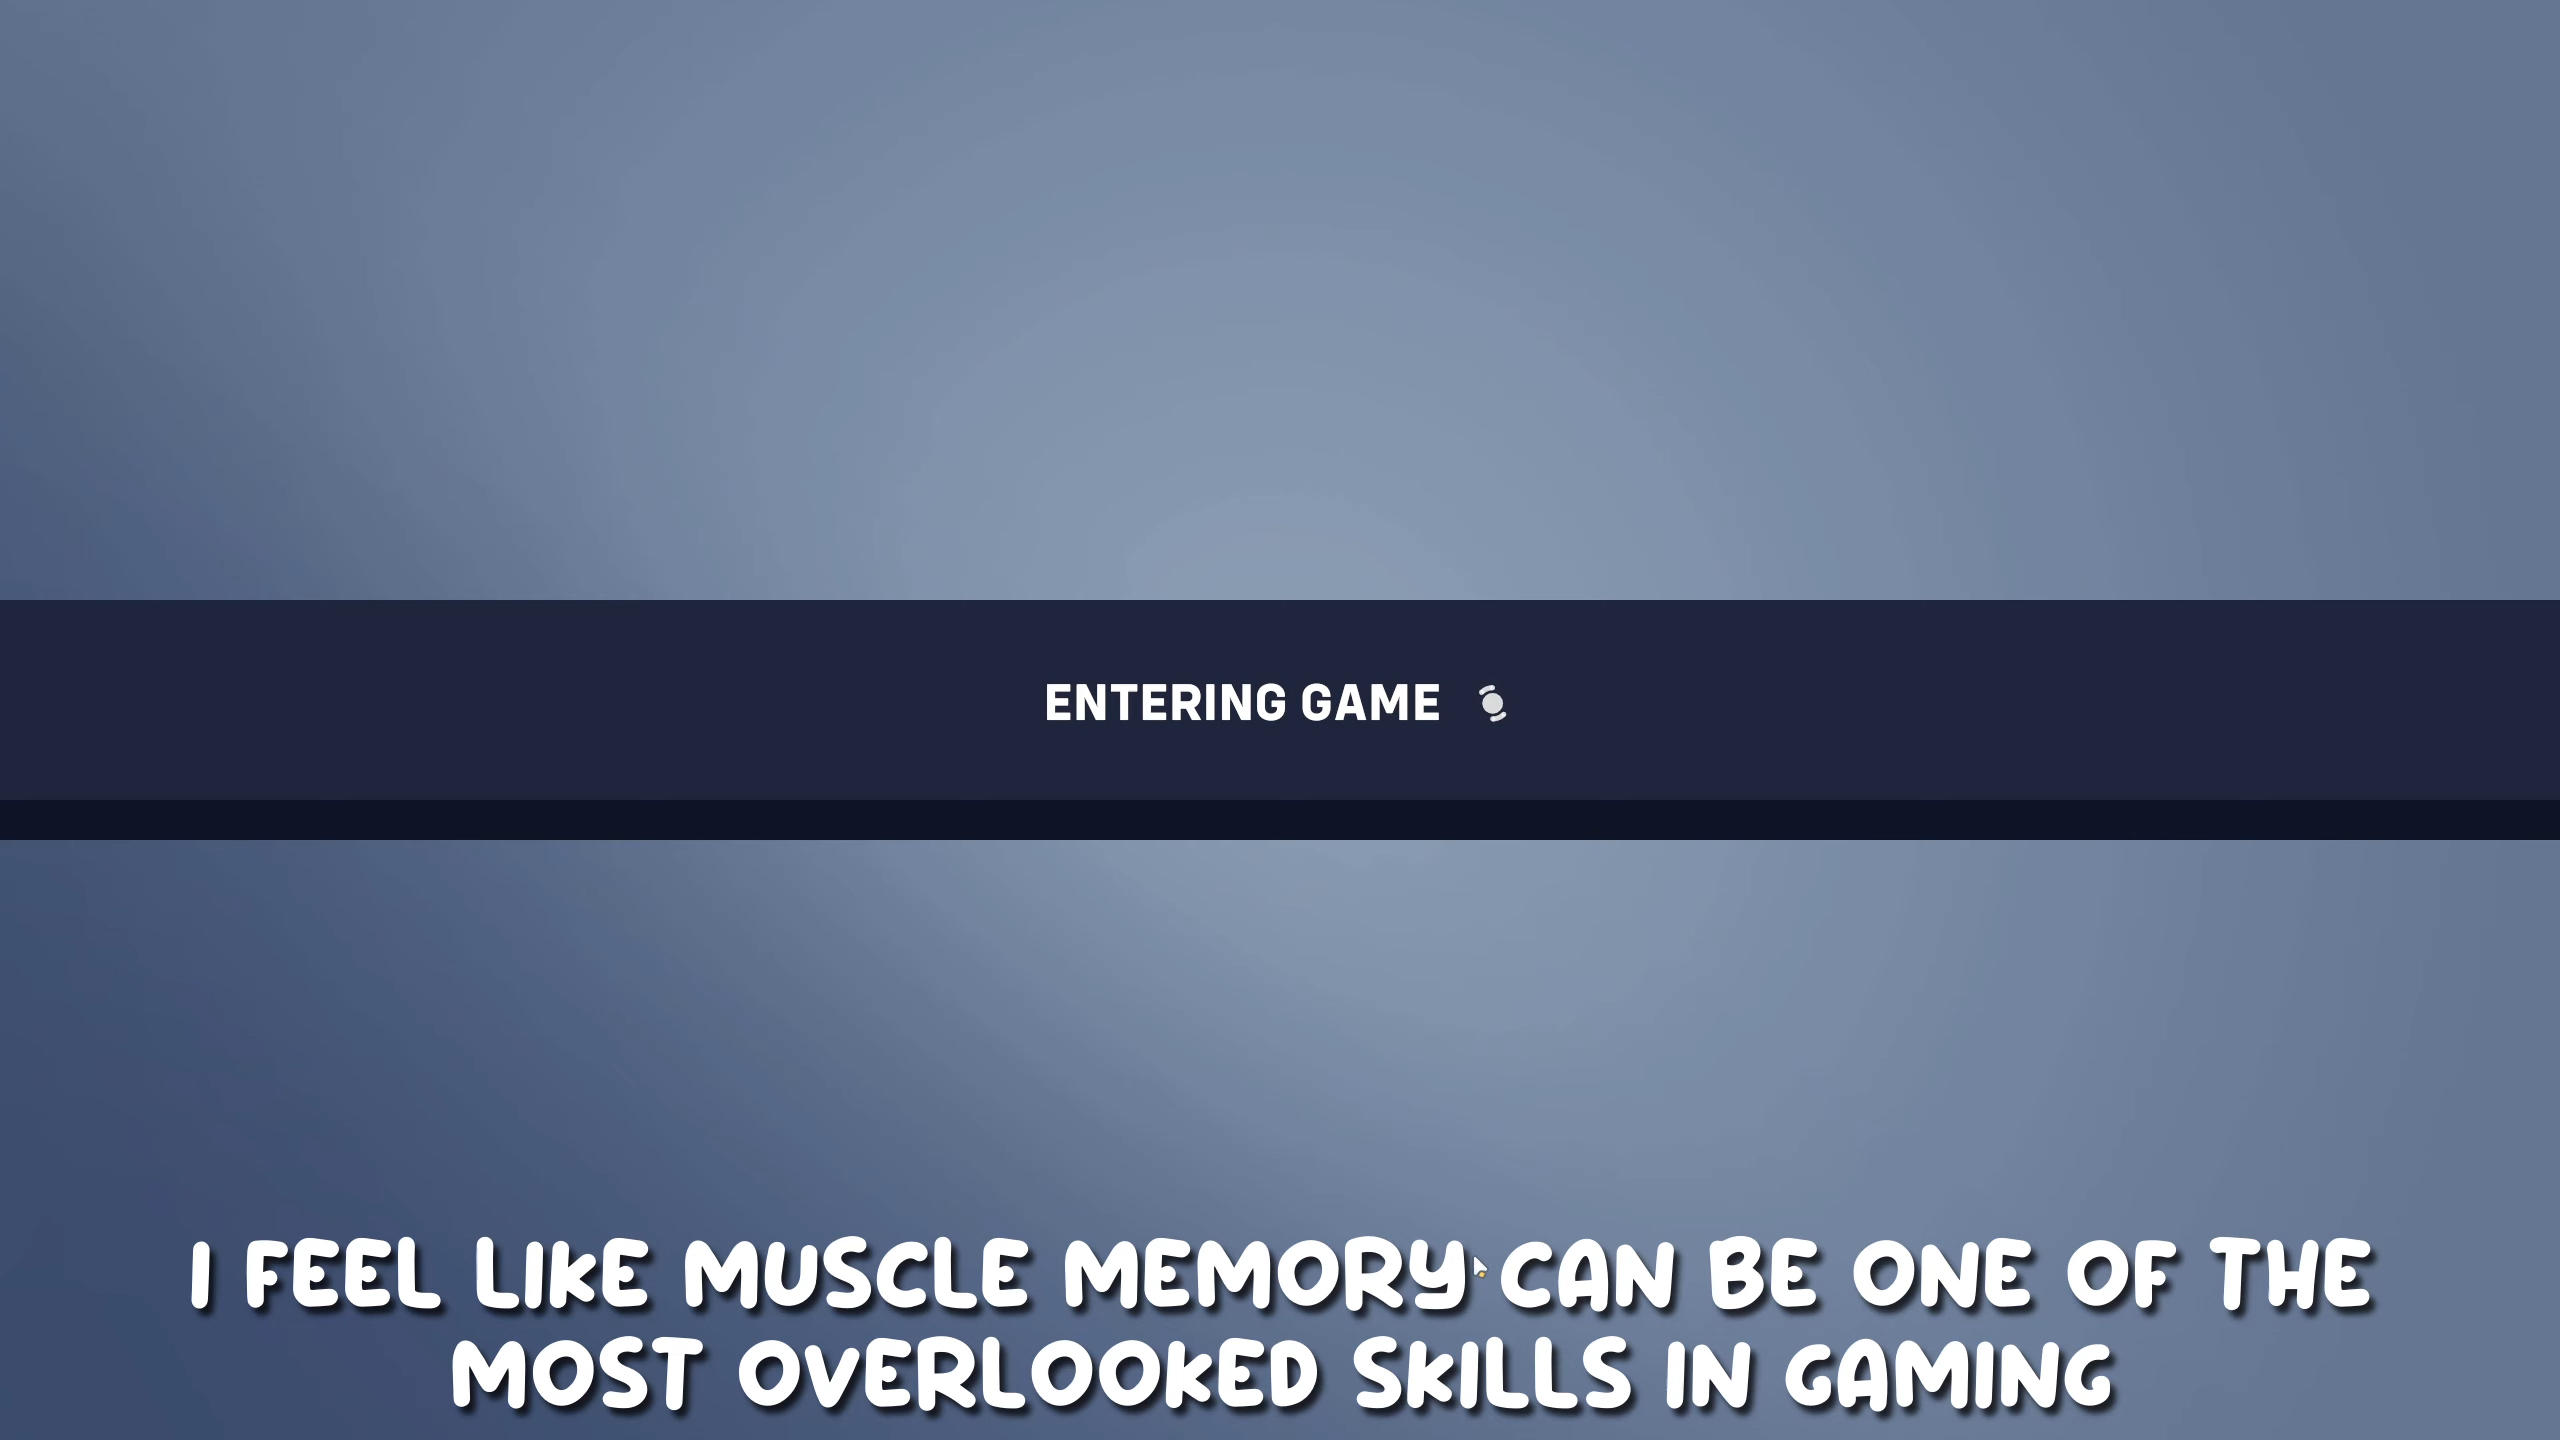 ENTERING GAME
I FEEL LIKE MUSCLE MEMORY CAN BE ONE OF THE
MOST OVERLOOKED SKILLS IN GAMING